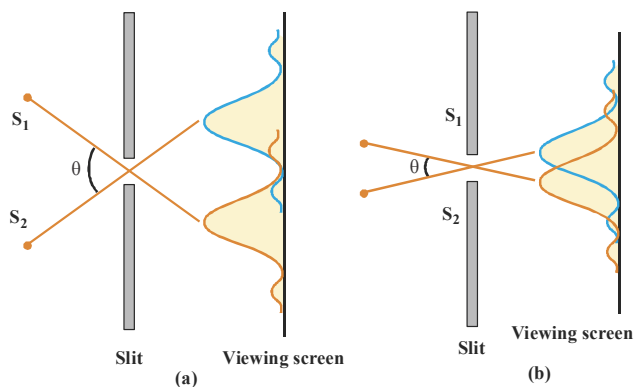 S1
θ
S2
Slit
Viewing screen
(a)
S1
θ
S2
Slit
Viewing screen
(b)